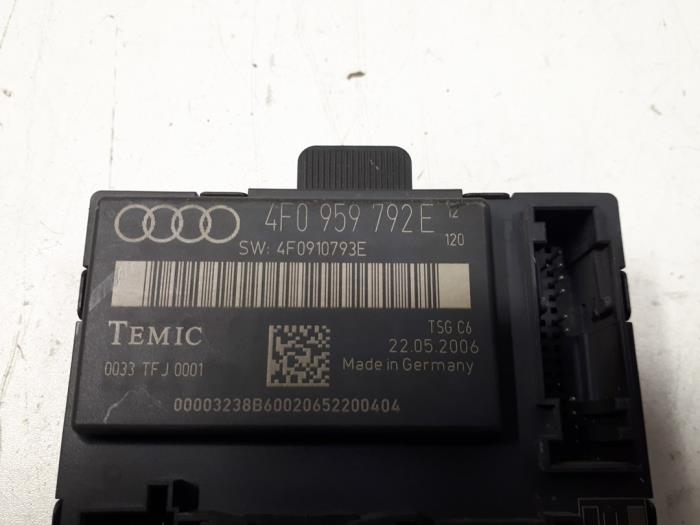 4F0 959 792E 12
120
SW: 4F0910793E
TEMIC
TSG C6
22.05.2006
0033 TFJ 0001
Made in Germany
00003238B60020652200404